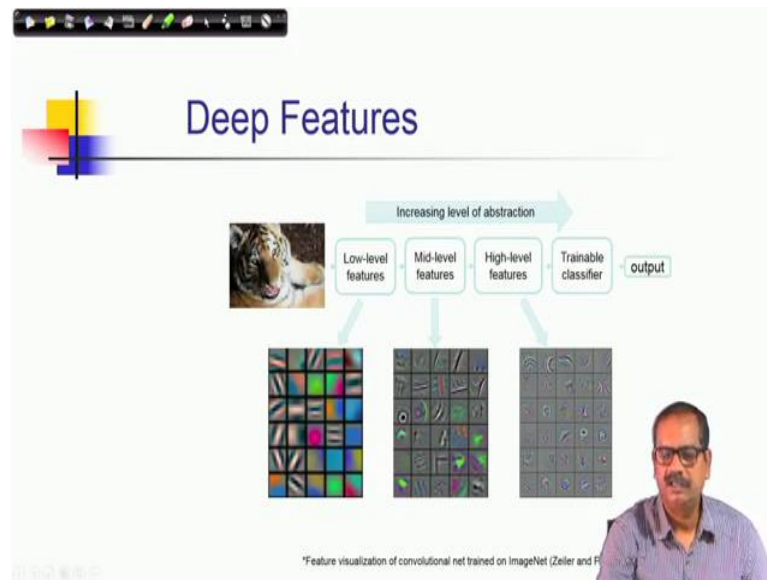 Deep Features
Increasing level of abstraction
Low-level
features
Mid-level
features
High-level
features
Trainable
classifier
output
*Feature visualization of convolutional net trained on ImageNet (Zeiler and